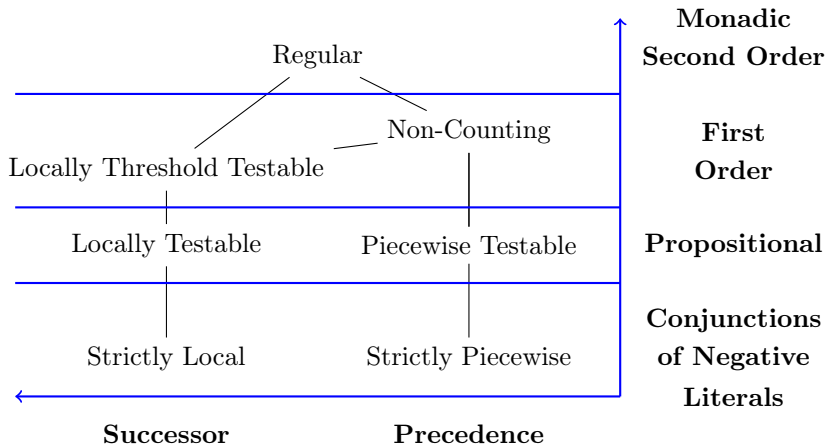 Monadic
Second Order
Regular
Non-Counting
First
Order
Locally Threshold Testable
Locally Testable
Piecewise Testable
Propositional
Conjunctions
of Negative
Literals
Strictly Local
Strictly Piecewise
Successor
Precedence